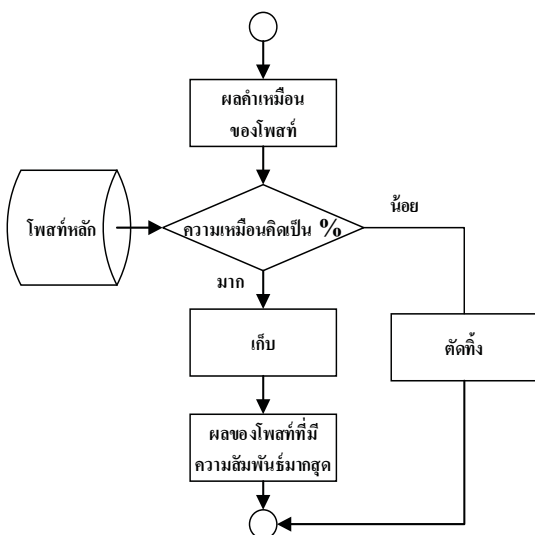 ผลคำเหมือน
ของโพสท์
น้อย
โพสท์หลัก
ความเหมือนคิดเป็น %
มาก
เก็บ
ตัดทิ้ง
ผลของโพสท์ที่มี
ความสัมพันธ์มากสุด